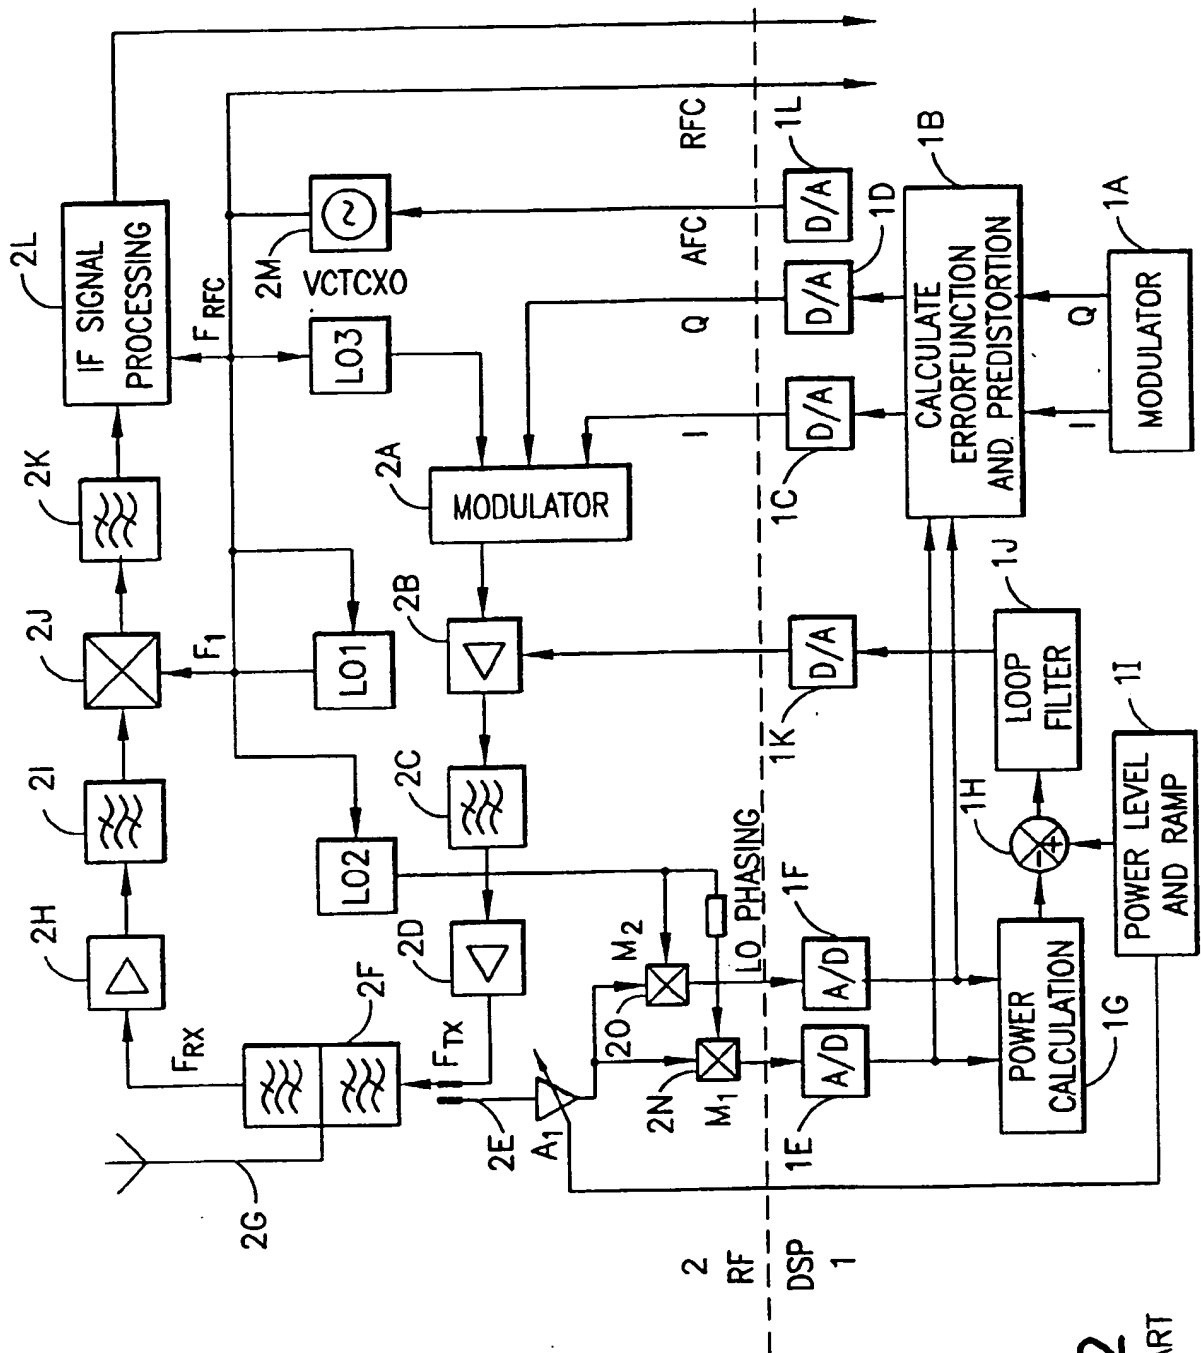 2L
IF SIGNAL
PROCESSING
2K
2J
2I
2H
F RX
2F
2G
F RFC
F1
2M
VCTCXO
LO3
LO1
LO2
2A
MODULATOR
2B
2C
2D
F TX
2E
A1
M2
2O
2N
M1
LO PHASING
I
Q
AFC
RFC
2
RF
DSP
1
D/A
1L
D/A
1D
D/A
1C
D/A
1K
A/D
1F
A/D
1E
1B
CALCULATE
ERRORFUNCTION
AND. PREDISTORTION
1J
LOOP
FILTER
1H
-
+
POWER
CALCULATION
1G
1I
POWER LEVEL
AND RAMP
I
Q
1A
MODULATOR
2
ART